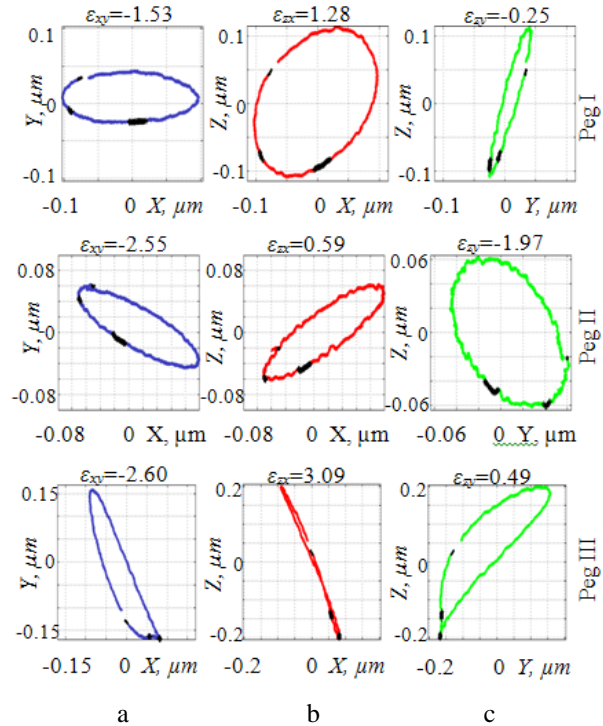 εxy=-1.53 εzx=1.28 εzy=-0.25
0.1 0 -0.1 Y, μm
0.1 0 -0.1 Z, μm
0.1 0 -0.1 Z, μm
Peg I
-0.1 0 X, μm
-0.1 0 X, μm
-0.1 0 Y, μm
εxy=-2.55 εzx=0.59 εzy=-1.97
0.08 0 -0.08 Y, μm
0.08 0 -0.08 Z, μm
0.06 0 -0.06 Z, μm
Peg II
-0.08 0 X, μm
-0.08 0 X, μm
-0.06 0 Y, μm
εxy=-2.60 εzx=3.09 εzy=0.49
0.15 0 -0.15 Y, μm
0.2 0 -0.2 Z, μm
0.2 0 -0.2 Z, μm
Peg III
-0.15 0 X, μm
-0.2 0 X, μm
-0.2 0 Y, μm
a b c